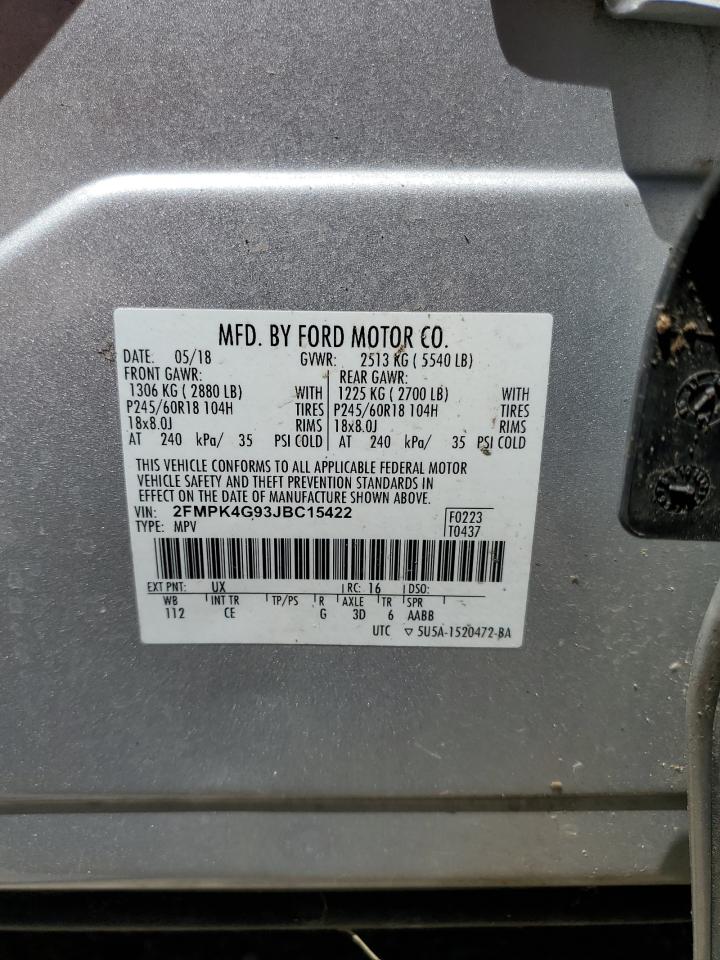 MFD. BY FORD MOTOR CO.
DATE: 05/18 GVWR: 2513 KG ( 5540 LB)
FRONT GAWR: REAR GAWR:
1306 KG ( 2880 LB) WITH 1225 KG ( 2700 LB) WITH
P245/60R18 104H TIRES P245/60R18 104H TIRES
18x8.0J RIMS 18x8.0J RIMS
AT 240 kPa/ 35 PSI COLD AT 240 kPa/ 35 PSI COLD
THIS VEHICLE CONFORMS TO ALL APPLICABLE FEDERAL MOTOR
VEHICLE SAFETY AND THEFT PREVENTION STANDARDS IN
EFFECT ON THE DATE OF MANUFACTURE SHOWN ABOVE.
VIN: 2FMPK4G93JBC15422 F0223
TYPE: MPV T0437
EXT PNT: UX RC: 16 DSO:
WB INT TR TP/PS R AXLE TR SPR
112 CE G 3D 6 AABB
UTC ▽ 5U5A-1520472-BA